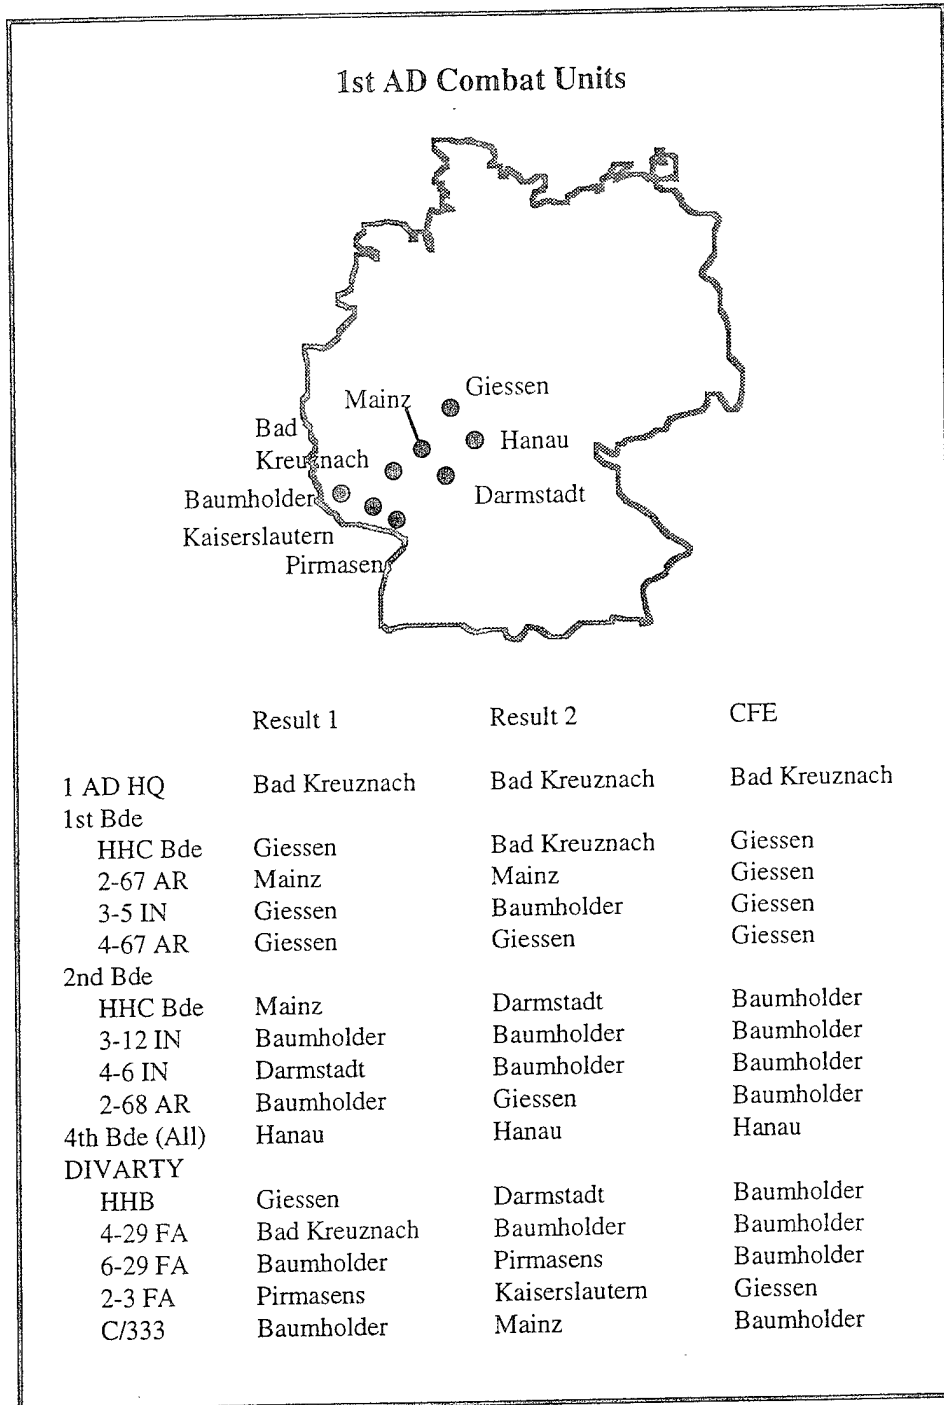 1st AD Combat Units
Giessen
Mainz
Bad
Kreuznach
Hanau
Baumholder
Darmstadt
Kaiserslautern
Pirmasen
Result 1 Result 2 CFE
1 AD HQ Bad Kreuznach Bad Kreuznach Bad Kreuznach
1st Bde
HHC Bde Giessen Bad Kreuznach Giessen
2-67 AR Mainz Mainz Giessen
3-5 IN Giessen Baumholder Giessen
4-67 AR Giessen Giessen Giessen
2nd Bde
HHC Bde Mainz Darmstadt Baumholder
3-12 IN Baumholder Baumholder Baumholder
4-6 IN Darmstadt Baumholder Baumholder
2-68 AR Baumholder Giessen Baumholder
4th Bde (All) Hanau Hanau Hanau
DIVARTY
HHB Giessen Darmstadt Baumholder
4-29 FA Bad Kreuznach Baumholder Baumholder
6-29 FA Baumholder Pirmasens Baumholder
2-3 FA Pirmasens Kaiserslautern Giessen
C/333 Baumholder Mainz Baumholder